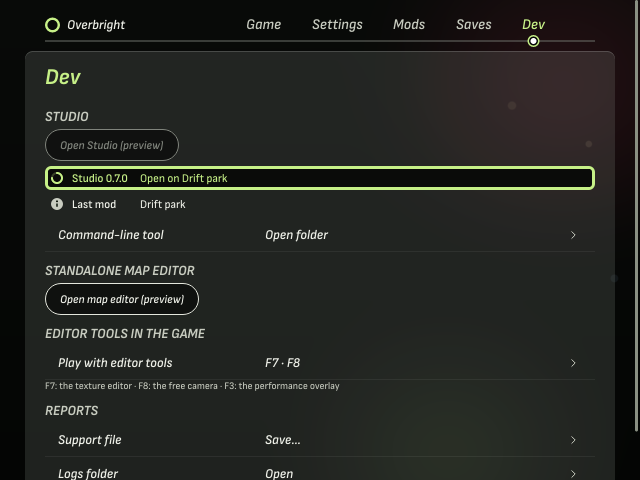 Overbright
Game Settings Mods Saves Dev
Dev
STUDIO
Open Studio (preview)
Studio 0.7.0 Open on Drift park
Last mod Drift park
Command-line tool Open folder
STANDALONE MAP EDITOR
Open map editor (preview)
EDITOR TOOLS IN THE GAME
Play with editor tools F7 · F8
F7: the texture editor · F8: the free camera · F3: the performance overlay
REPORTS
Support file Save...
Logs folder Open